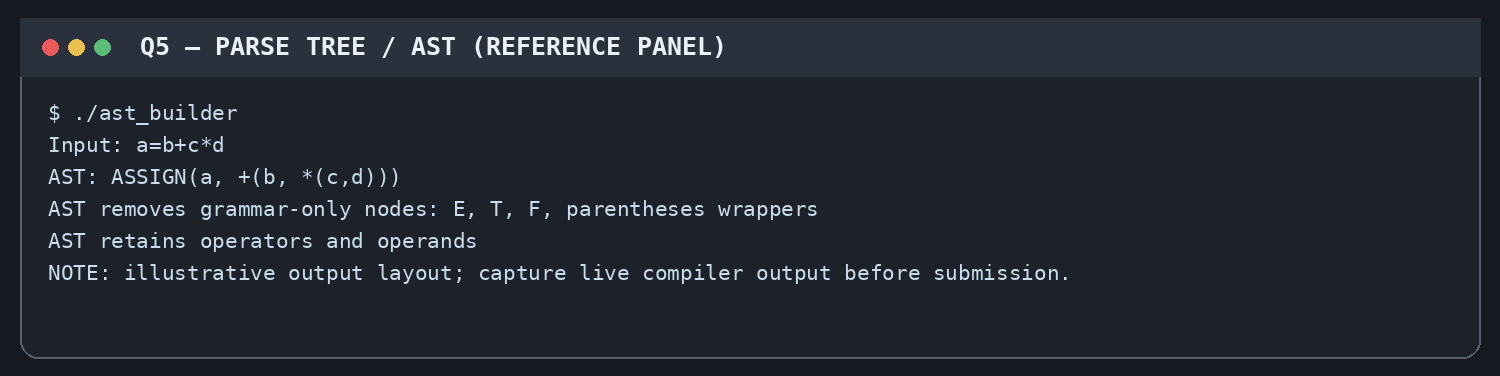 Q5 — PARSE TREE / AST (REFERENCE PANEL)
$ ./ast_builder
Input: a=b+c*d
AST: ASSIGN(a, +(b, *(c,d)))
AST removes grammar-only nodes: E, T, F, parentheses wrappers
AST retains operators and operands
NOTE: illustrative output layout; capture live compiler output before submission.